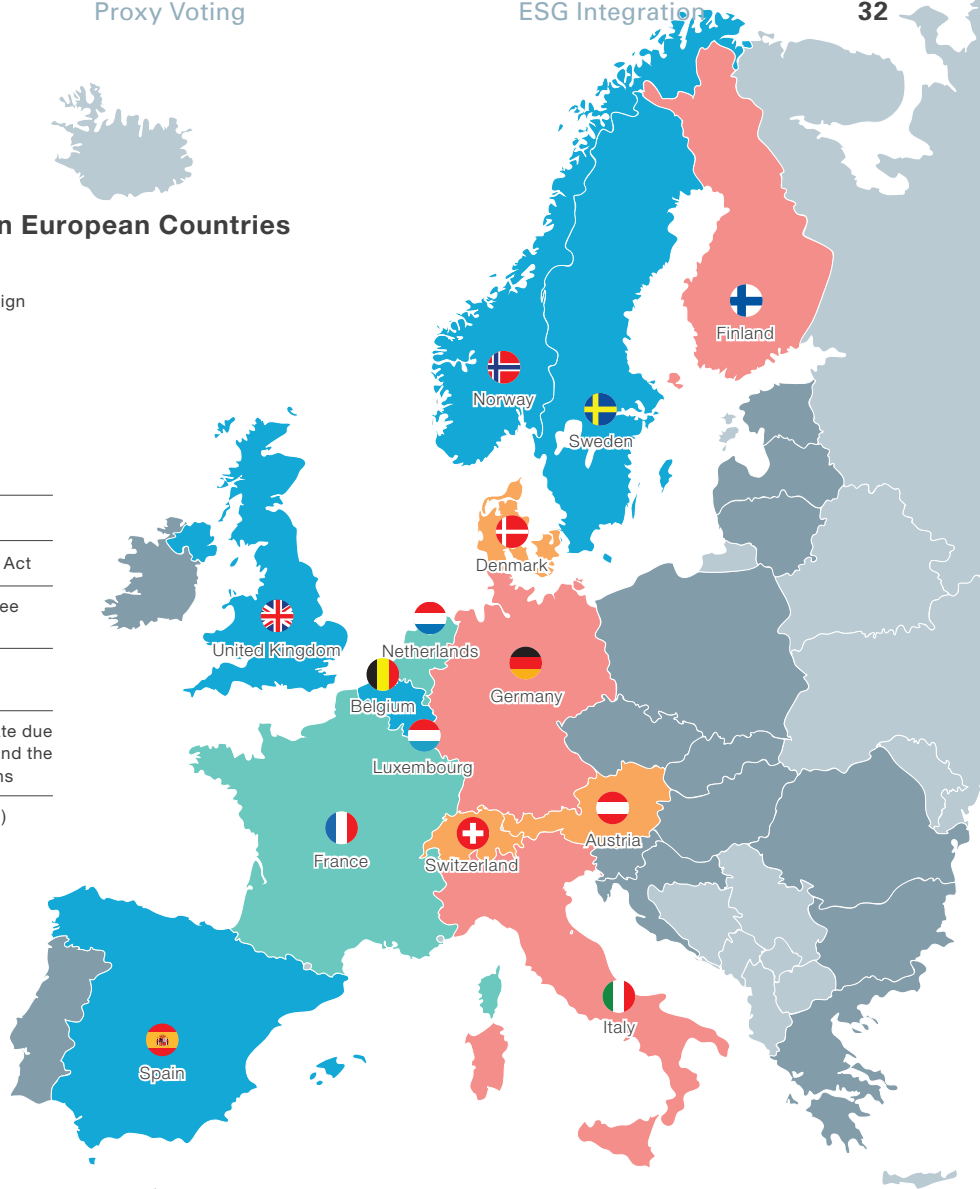 Proxy Voting
ESG Integration
32
n European Countries
ign
Finland
Norway
Sweden
Act
Denmark
ee
United Kingdom
Netherlands
Germany
Belgium
te due
nd the
Luxembourg
ns
)
Austria
France
Switzerland
Italy
Spain